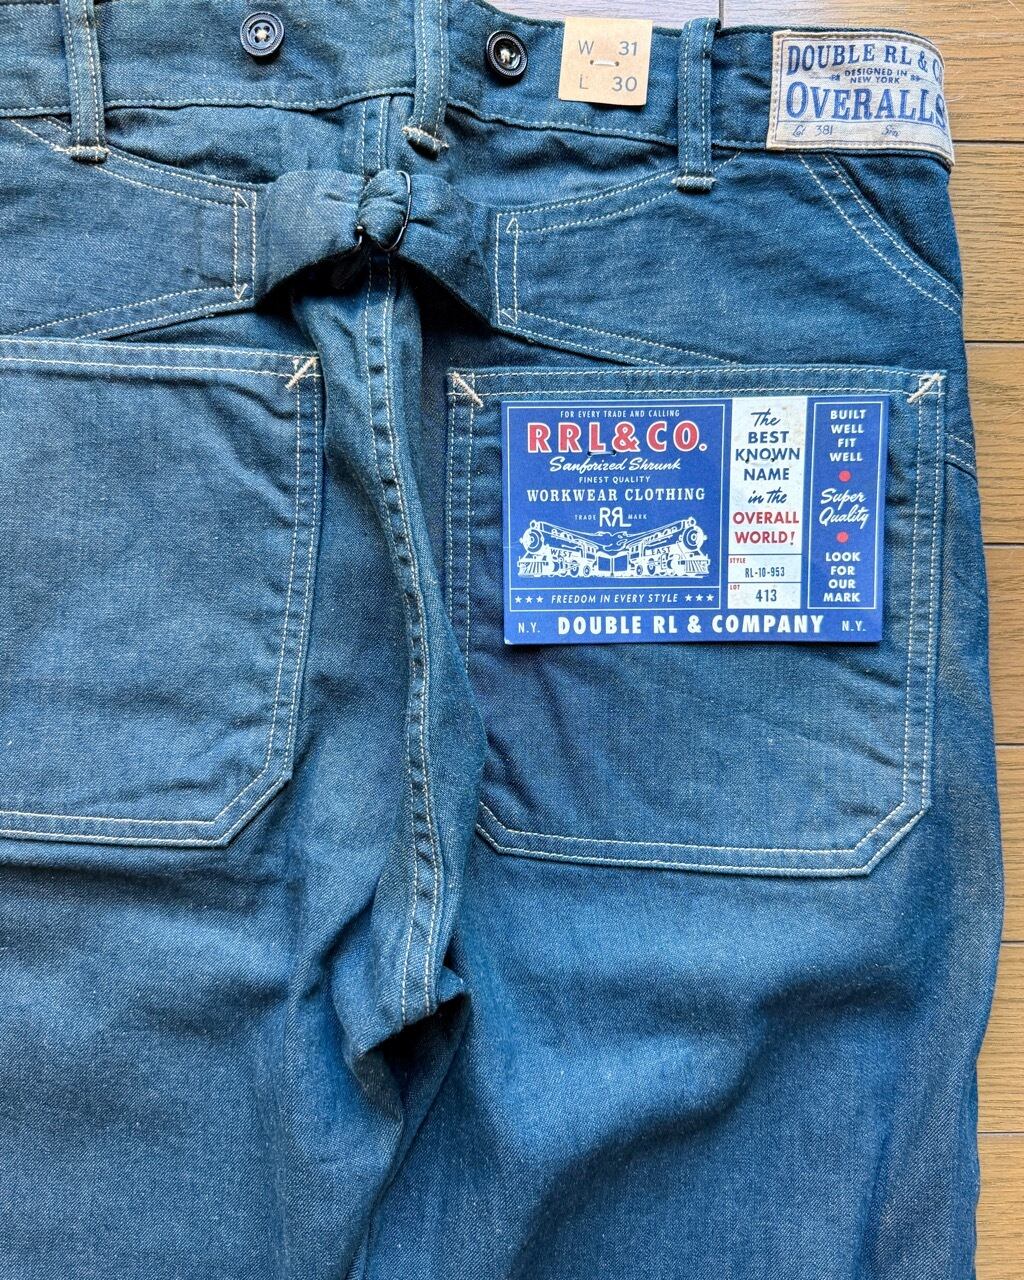 W 31
L 30
DOUBLE RL & C
DESIGNED IN
NEW YORK
OVERALLS
Lot 381
FOR EVERY TRADE AND CALLING
RRL&CO.
Sanforized Shrunk
FINEST QUALITY
WORKWEAR CLOTHING
TRADE RRL MARK
WEST EAST
★★★ FREEDOM IN EVERY STYLE ★★★
The
BEST
KNOWN
NAME
in the
OVERALL
WORLD!
STYLE
RL-10-953
LOT
413
BUILT
WELL
FIT
WELL
Super
Quality
LOOK
FOR
OUR
MARK
N.Y. DOUBLE RL & COMPANY N.Y.